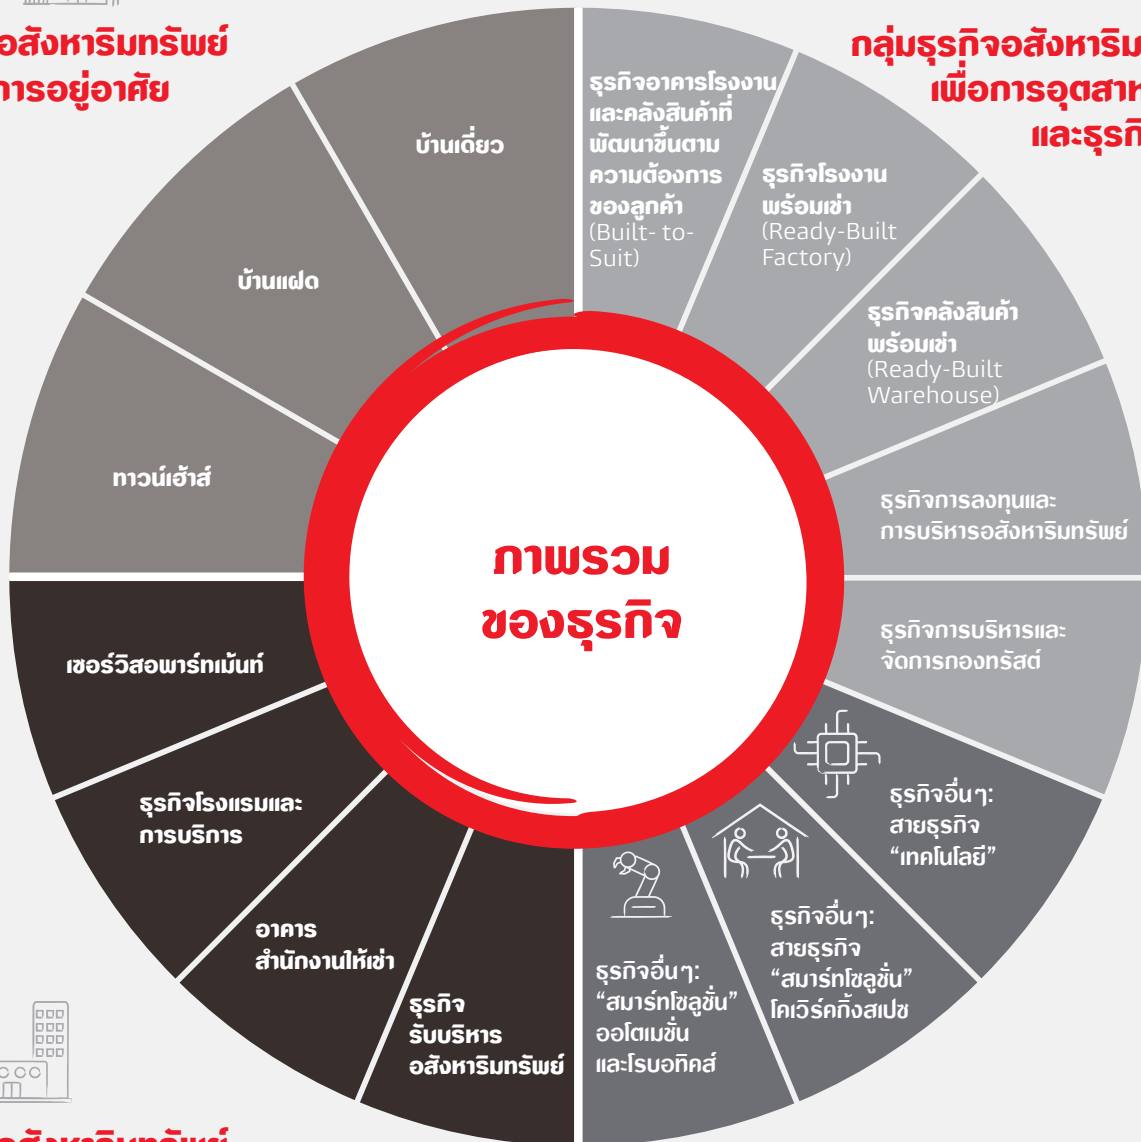 อสังหาริมทรัพย์
การอยู่อาศัย
กลุ่มธุรกิจอสังหาริม
เพื่อการอุตสาห
และธุรกิ
บ้านเดี่ยว
บ้านแฝด
ทาวน์เฮ้าส์
ธุรกิจอาคารโรงงาน
และคลังสินค้าที่
พัฒนาขึ้นตาม
ความต้องการ
ของลูกค้า
(Built- to-
Suit)
ธุรกิจโรงงาน
พร้อมเช่า
(Ready-Built
Factory)
ธุรกิจคลังสินค้า
พร้อมเช่า
(Ready-Built
Warehouse)
ธุรกิจการลงทุนและ
การบริหารอสังหาริมทรัพย์
ธุรกิจการบริหารและ
จัดการกองทรัสต์
ภาพรวม
ของธุรกิจ
เซอร์วิสอพาร์ทเม้นท์
ธุรกิจโรงแรมและ
การบริการ
อาคาร
สำนักงานให้เช่า
ธุรกิจ
รับบริหาร
อสังหาริมทรัพย์
ธุรกิจอื่นๆ:
“สมาร์ทโซลูชั่น”
ออโตเมชั่น
และโรบอทิคส์
ธุรกิจอื่นๆ:
สายธุรกิจ
“สมาร์ทโซลูชั่น”
โคเวิร์คกิ้งสเปซ
ธุรกิจอื่นๆ:
สายธุรกิจ
“เทคโนโลยี”